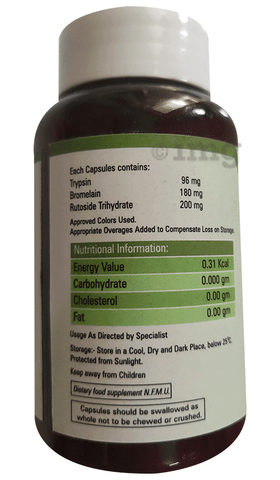 1mg
Each Capsules contains:
Trypsin 96 mg
Bromelain 180 mg
Rutoside Trihydrate 200 mg
Approved Colors Used.
Appropriate Overages Added to Compensate Loss on Storage.
Nutritional Information:
Energy Value 0.31 Kcal
Carbohydrate 0.000 gm
Cholesterol 0.00 gm
Fat 0.00 gm
Usage As Directed by Specialist
Storage:- Store in a Cool, Dry and Dark Place, below 25°C.
Protected from Sunlight.
Keep away from Children
Dietary food supplement N.F.M.U.
Capsules should be swallowed as
whole not to be chewed or crushed.